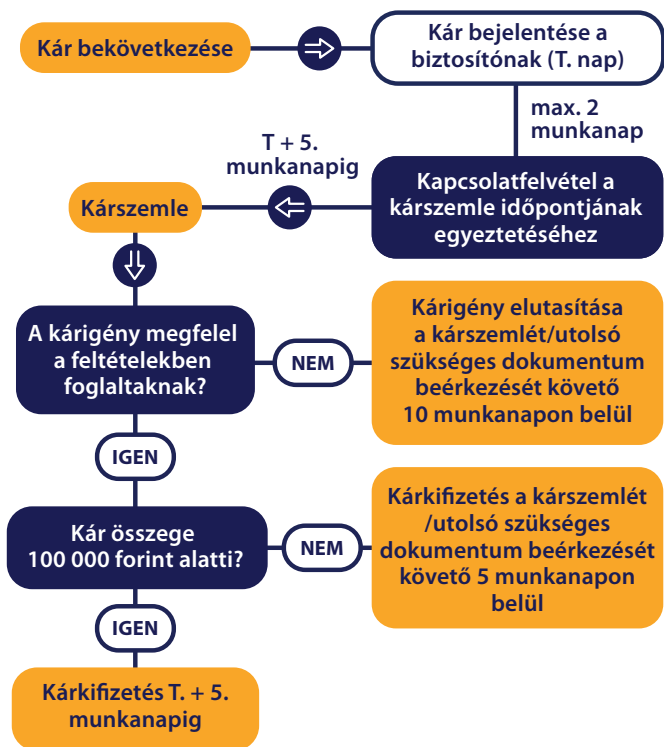 Kár bekövetkezése
Kár bejelentése a
biztosítónak (T. nap)
max. 2
munkanap
Kapcsolatfelvétel a
kárszemle időpontjának
egyeztetéséhez
T + 5.
munkanapig
Kárszemle
A kárigény megfelel
a feltételekben
foglaltaknak?
NEM
Kárigény elutasítása
a kárszemlét/utolsó
szükséges dokumentum
beérkezését követő
10 munkanapon belül
IGEN
Kár összege
100 000 forint alatti?
NEM
Kárkifizetés a kárszemlét
/utolsó szükséges
dokumentum beérkezését
követő 5 munkanapon
belül
IGEN
Kárkifizetés T. + 5.
munkanapig